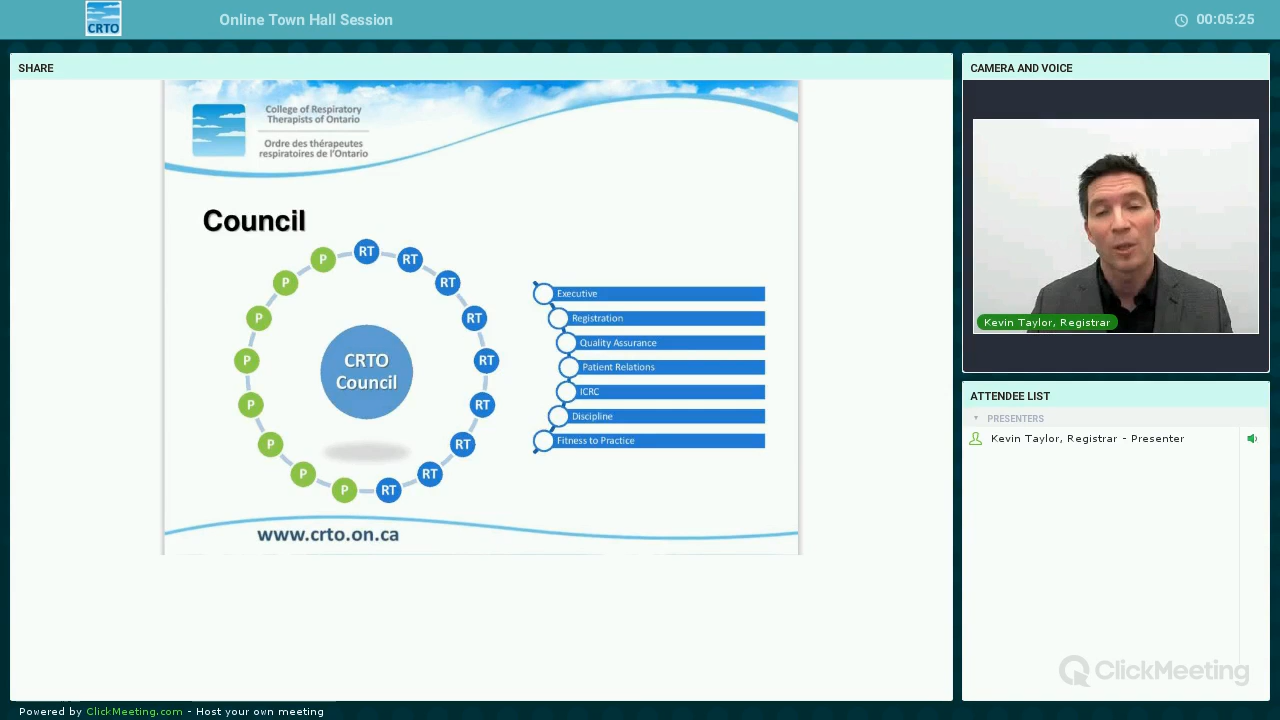 CRTO
Online Town Hall Session
00:05:25
SHARE
College of Respiratory
Therapists of Ontario
Ordre des thérapeutes
respiratoires de l'Ontario
Council
P
P
P
P
P
P
P
P
RT
RT
RT
RT
RT
RT
RT
RT
RT
CRTO
Council
Executive
Registration
Quality Assurance
Patient Relations
ICRC
Discipline
Fitness to Practice
www.crto.on.ca
CAMERA AND VOICE
Kevin Taylor, Registrar
ATTENDEE LIST
PRESENTERS
Kevin Taylor, Registrar - Presenter
ClickMeeting
Powered by ClickMeeting.com - Host your own meeting